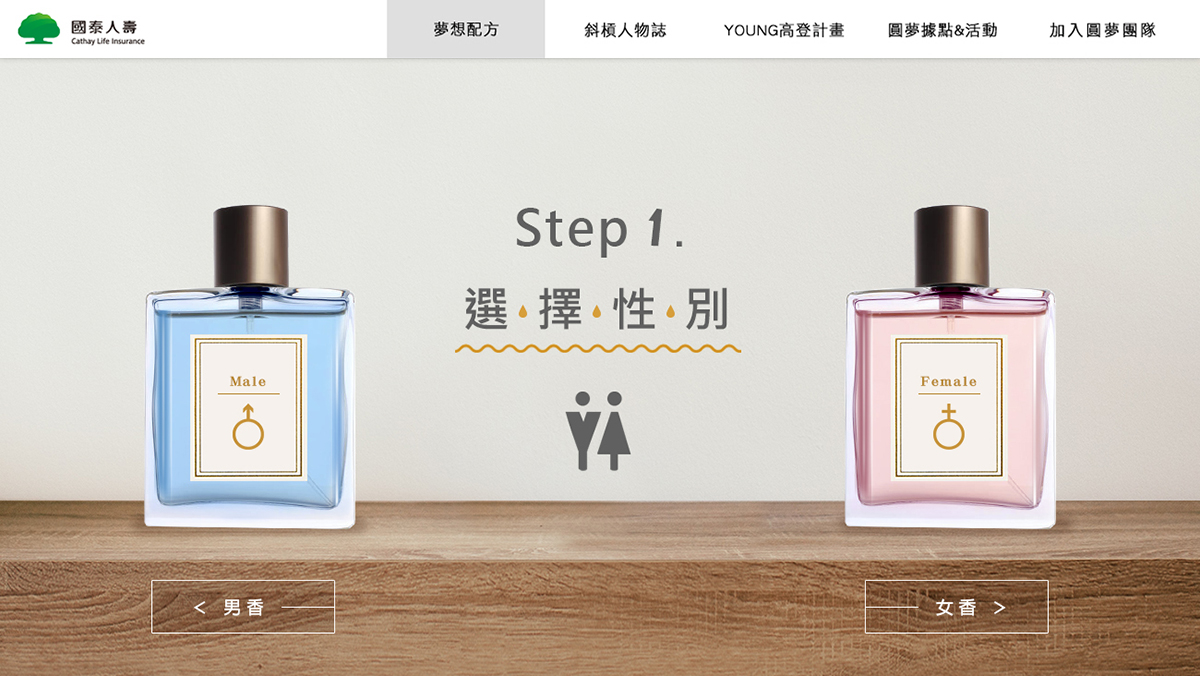 國泰人壽
Cathay Life Insurance
夢想配方
斜槓人物誌
YOUNG高登計畫
圓夢據點&活動
加入圓夢團隊
Step 1.
選擇性別
Male
Female
< 男香
女香 >